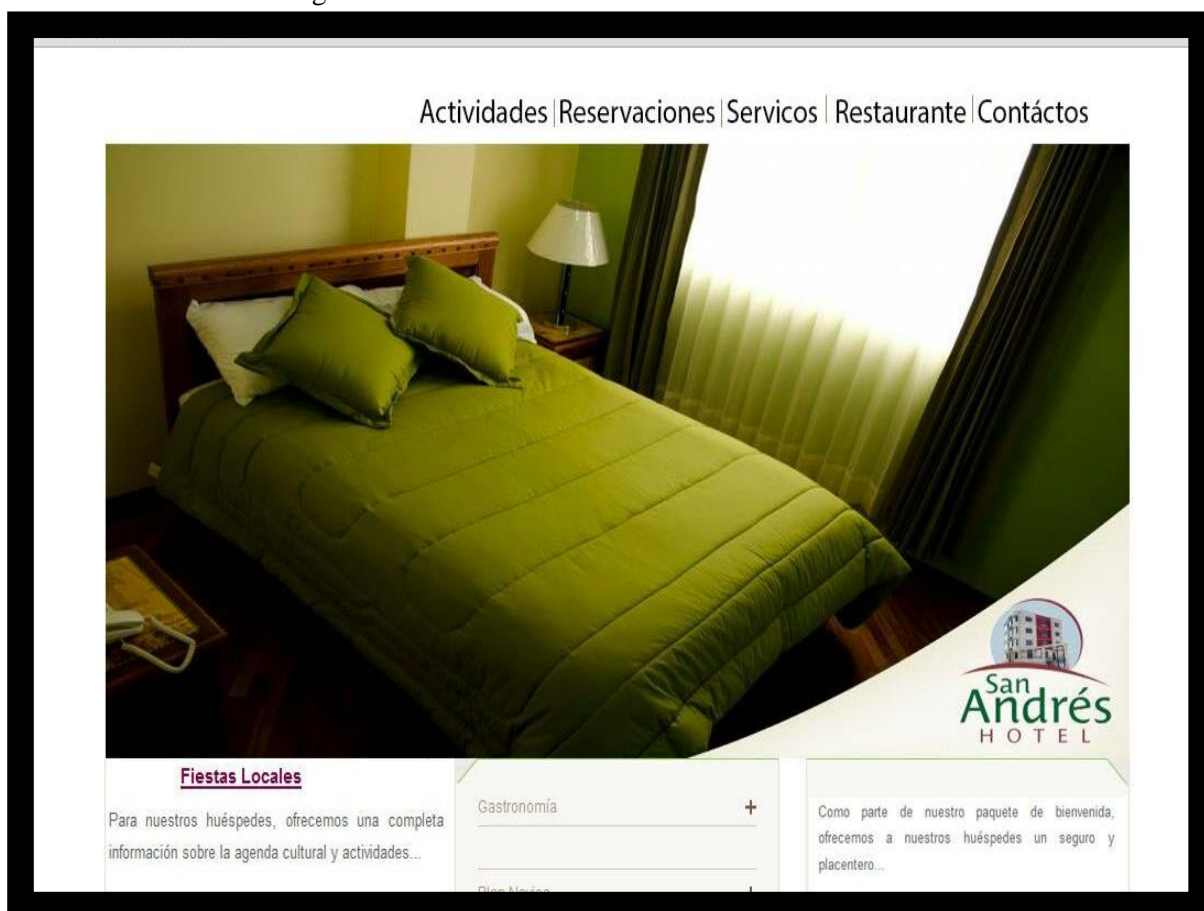 Actividades | Reservaciones | Servicos | Restaurante | Contáctos
San
Andrés
HOTEL
Fiestas Locales
Para nuestros huéspedes, ofrecemos una completa
información sobre la agenda cultural y actividades...
Gastronomía +
Como parte de nuestro paquete de bienvenida,
ofrecemos a nuestros huéspedes un seguro y
placentero...